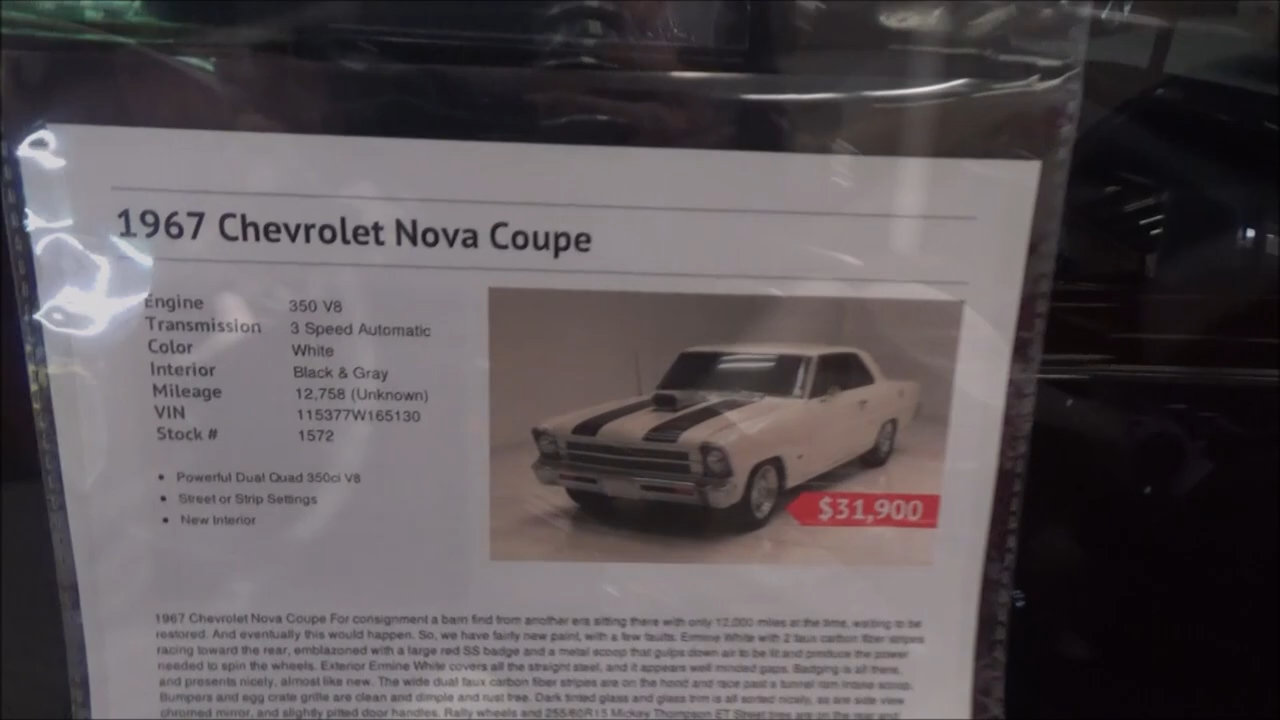 1967 Chevrolet Nova Coupe
Engine 350 V8
Transmission 3 Speed Automatic
Color White
Interior Black & Gray
Mileage 12,758 (Unknown)
VIN 115377W165130
Stock # 1572
• Powerful Dual Quad 350ci V8
• Street or Strip Settings
• New Interior
$31,900
1967 Chevrolet Nova Coupe For consignment a barn find from another era sitting there with only 12,000 miles at the time, waiting to be
restored. And eventually this would happen. So, we have fairly new paint, with a few faults. Ermine White with 2 faux carbon fiber stripes
racing toward the rear, emblazoned with a large red SS badge and a metal scoop that gulps down air to be fit and produce the power
needed to spin the wheels. Exterior Ermine White covers all the straight steel, and it appears well minded gaps. Badging is all there,
and presents nicely, almost like new. The wide dual faux carbon fiber stripes are on the hood and race past a tunnel ram intake scoop.
Bumpers and egg crate grille are clean and dimple and rust free. Dark tinted glass and glass trim is all sorted nicely, as are side view
chromed mirror, and slightly pitted door handles. Rally wheels and 255/60R15 Mickey Thompson ET Street tires are on the rear and